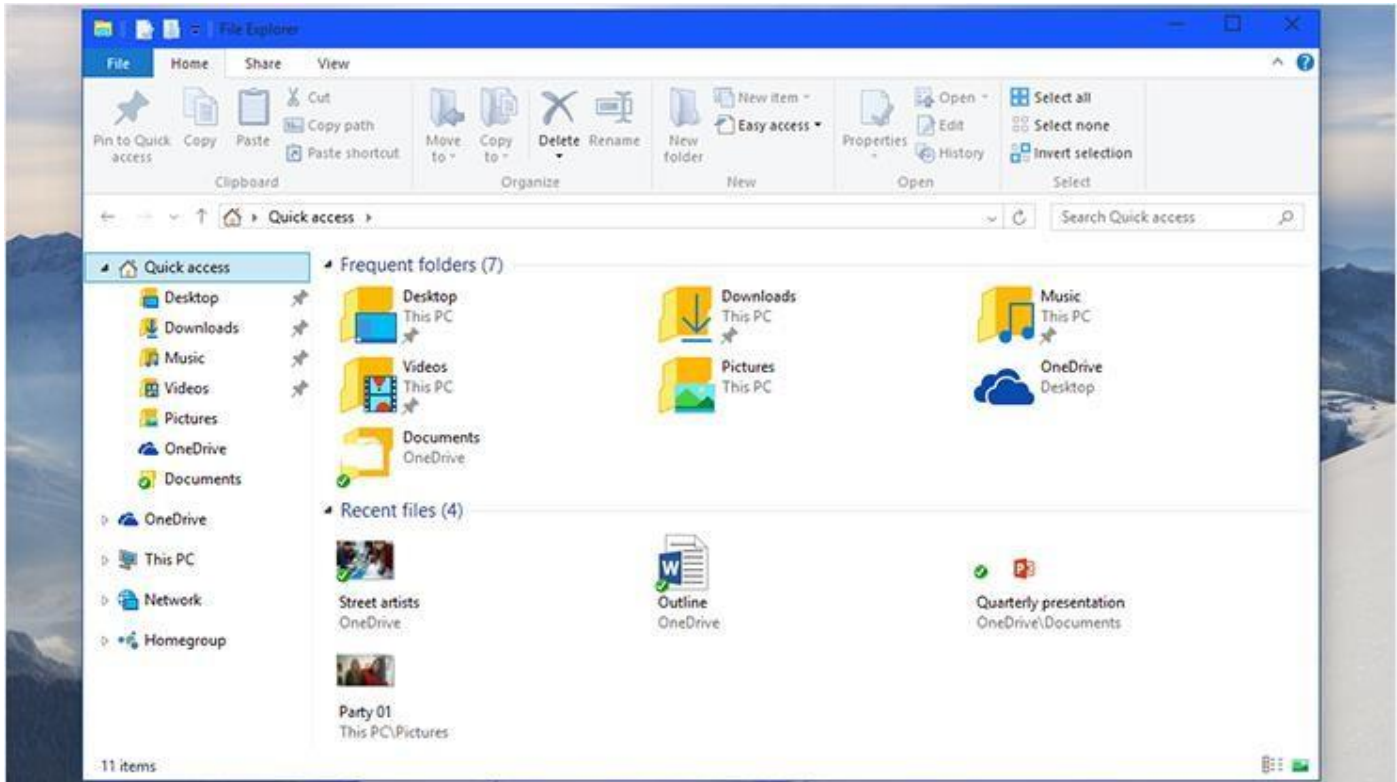 File Explorer
File Home Share View
Pin to Quick access
Copy
Paste
Cut
Copy path
Paste shortcut
Clipboard
Move to
Copy to
Delete
Rename
Organize
New folder
New item
Easy access
New
Properties
Open
Edit
History
Open
Select all
Select none
Invert selection
Select
Quick access
Search Quick access
Quick access
Desktop
Downloads
Music
Videos
Pictures
OneDrive
Documents
OneDrive
This PC
Network
Homegroup
Frequent folders (7)
Desktop
This PC
Downloads
This PC
Music
This PC
Videos
This PC
Pictures
This PC
OneDrive
Desktop
Documents
OneDrive
Recent files (4)
Street artists
OneDrive
W
Outline
OneDrive
P
Quarterly presentation
OneDrive\Documents
Party 01
This PC\Pictures
11 items